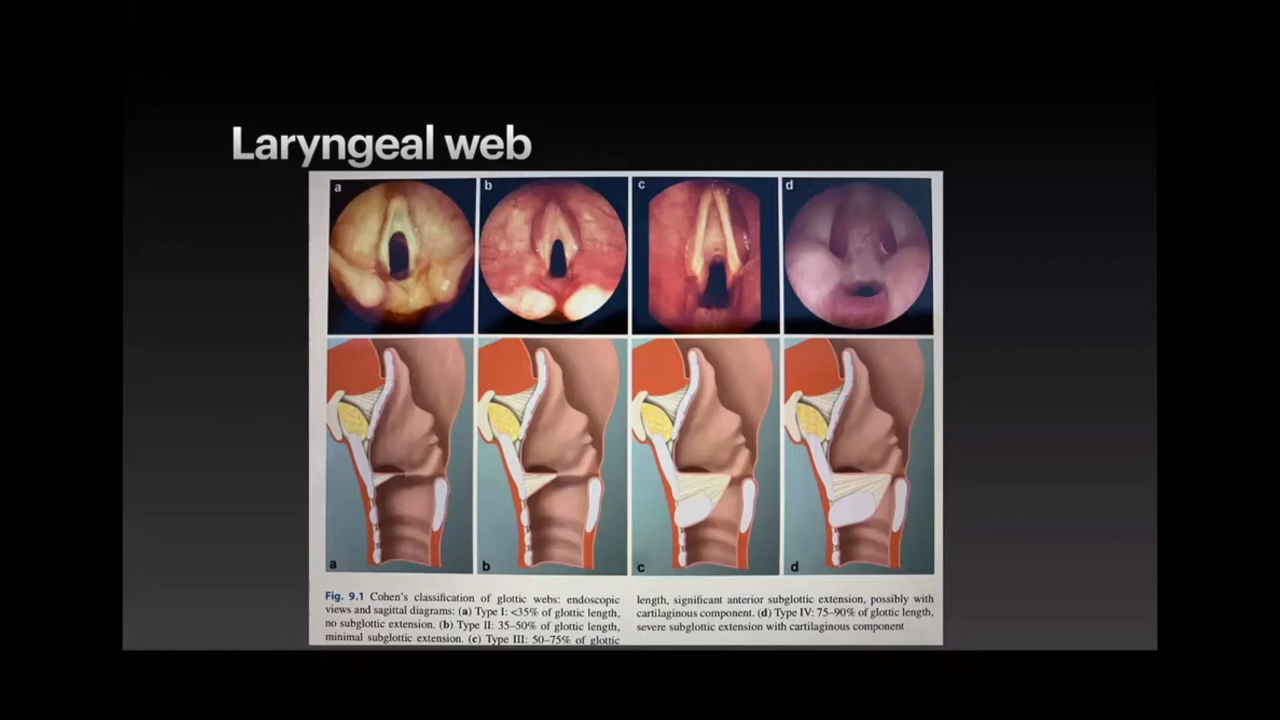 Laryngeal web
a
b
c
d
a
b
c
d
Fig. 9.1 Cohen's classification of glottic webs: endoscopic
views and sagittal diagrams: (a) Type I: <35% of glottic length,
no subglottic extension. (b) Type II: 35–50% of glottic length,
minimal subglottic extension. (c) Type III: 50–75% of glottic
length, significant anterior subglottic extension, possibly with
cartilaginous component. (d) Type IV: 75–90% of glottic length,
severe subglottic extension with cartilaginous component